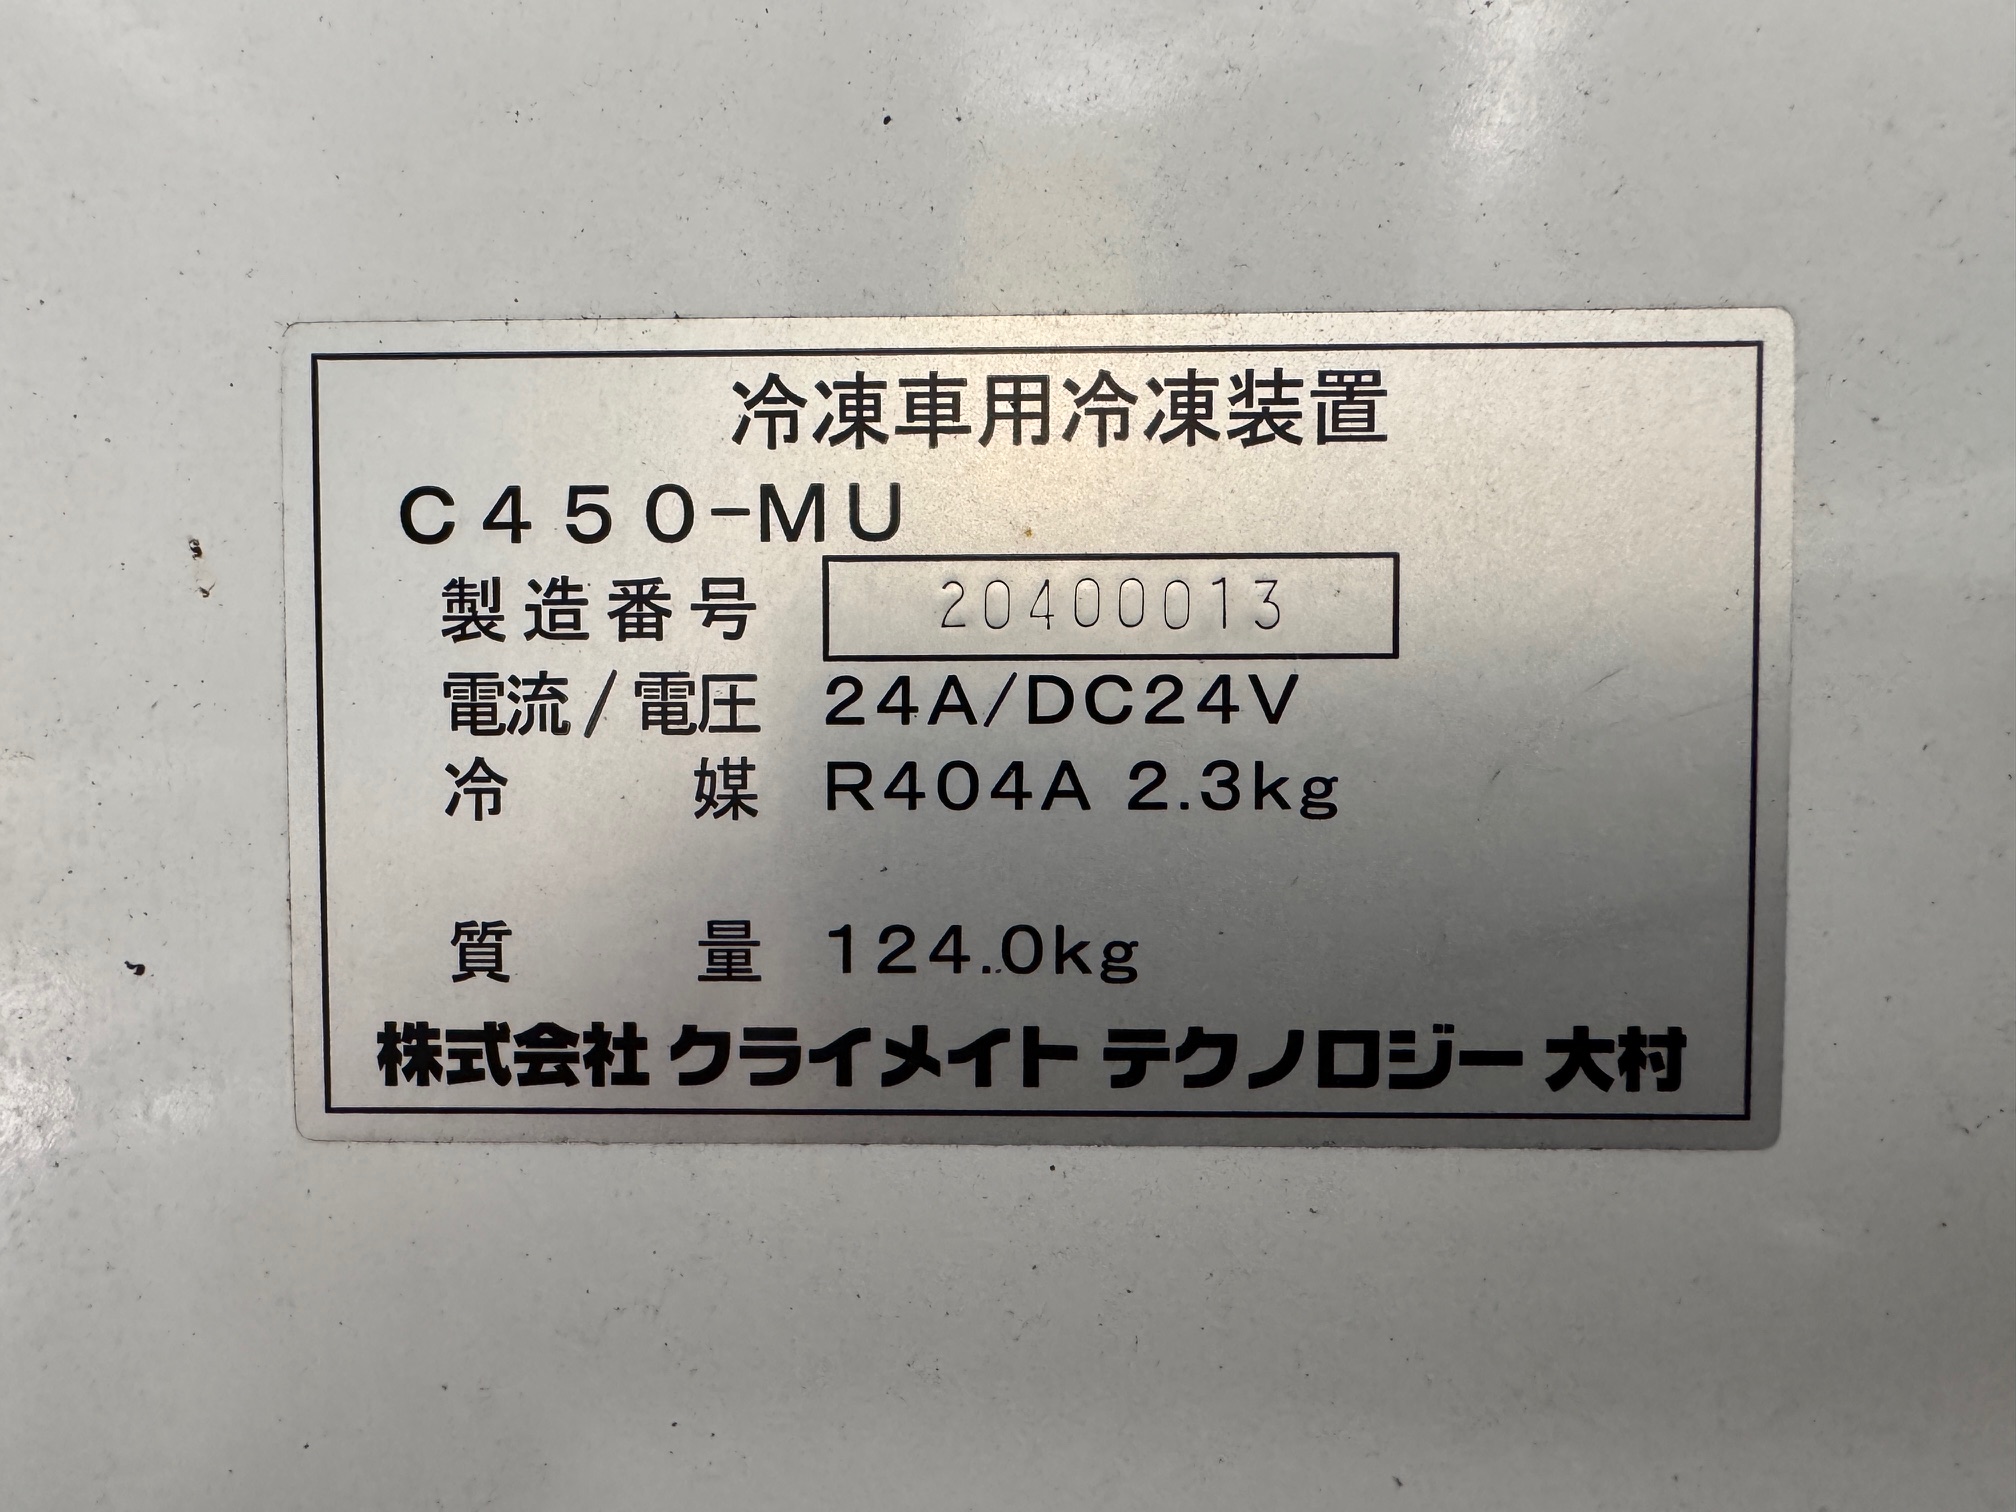 冷凍車用冷凍装置
C450-MU
製造番号 20400013
電流/電圧 24A/DC24V
冷媒 R404A 2.3kg
質量 124.0kg
株式会社 クライメイト テクノロジー 大村